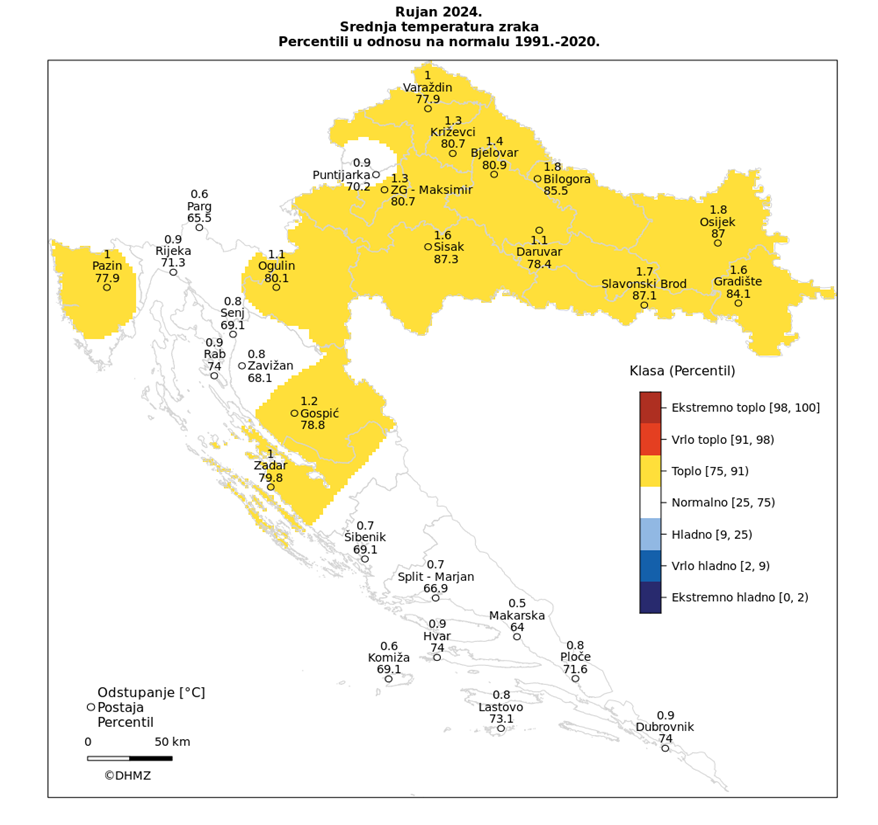 Rujan 2024.
Srednja temperatura zraka
Percentili u odnosu na normalu 1991.-2020.
1
Varaždin
77.9
1.3
Križevci
80.7
1.4
Bjelovar
80.9
0.9
Puntijarka
70.2
1.3
ZG - Maksimir
80.7
1.8
Bilogora
85.5
0.6
Parg
65.5
1.8
Osijek
87
0.9
Rijeka
71.3
1
Pazin
77.9
1.1
Ogulin
80.1
1.6
Sisak
87.3
1.1
Daruvar
78.4
1.7
Slavonski Brod
87.1
1.6
Gradište
84.1
0.8
Senj
69.1
0.9
Rab
74
0.8
Zavižan
68.1
1.2
Gospić
78.8
1
Zadar
79.8
0.7
Šibenik
69.1
0.7
Split - Marjan
66.9
0.5
Makarska
64
0.9
Hvar
74
0.6
Komiža
69.1
0.8
Ploče
71.6
0.8
Lastovo
73.1
0.9
Dubrovnik
74
Klasa (Percentil)
Ekstremno toplo [98, 100]
Vrlo toplo [91, 98)
Toplo [75, 91)
Normalno [25, 75)
Hladno [9, 25)
Vrlo hladno [2, 9)
Ekstremno hladno [0, 2)
Odstupanje [°C]
Postaja
Percentil
0 50 km
©DHMZ